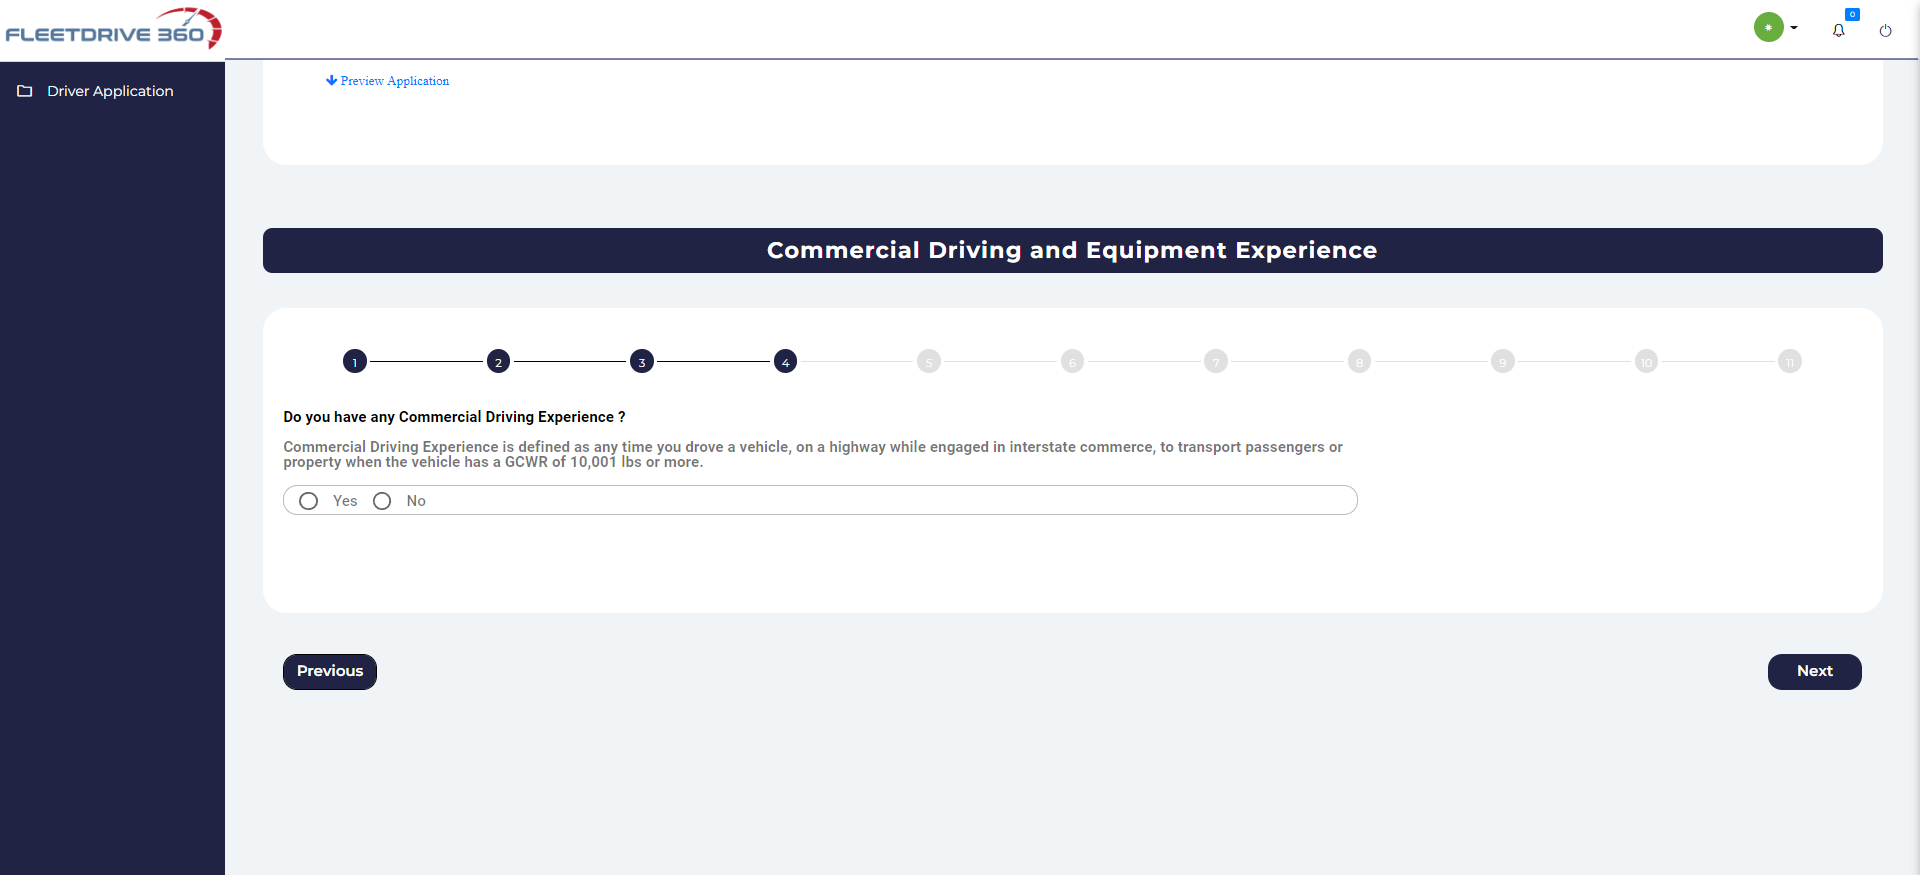 FLEETDRIVE 360
0
Driver Application
Preview Application
Commercial Driving and Equipment Experience
1 2 3 4 5 6 7 8 9 10 11
Do you have any Commercial Driving Experience ?
Commercial Driving Experience is defined as any time you drove a vehicle, on a highway while engaged in interstate commerce, to transport passengers or
property when the vehicle has a GCWR of 10,001 lbs or more.
Yes No
Previous
Next